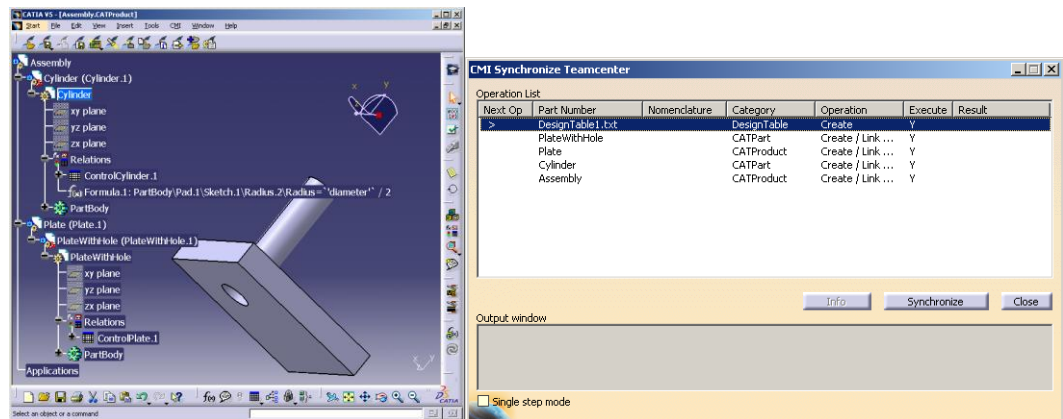 CATIA V5 - [Assembly.CATProduct]
Start File Edit View Insert Tools CMI Window Help
Assembly
Cylinder (Cylinder.1)
Cylinder
xy plane
yz plane
zx plane
Relations
ControlCylinder.1
f(x) Formula.1: PartBody\Pad.1\Sketch.1\Radius.2\Radius=`'diameter'` / 2
PartBody
Plate (Plate.1)
PlateWithHole (PlateWithHole.1)
PlateWithHole
xy plane
yz plane
zx plane
Relations
ControlPlate.1
PartBody
Applications
x y
x y
f(x)
CATIA
Select an object or a command
CMI Synchronize Teamcenter
Operation List
Next Op Part Number Nomenclature Category Operation Execute Result
> DesignTable1.txt DesignTable Create Y
PlateWithHole CATPart Create / Link ... Y
Plate CATProduct Create / Link ... Y
Cylinder CATPart Create / Link ... Y
Assembly CATProduct Create / Link ... Y
Info Synchronize Close
Output window
Single step mode